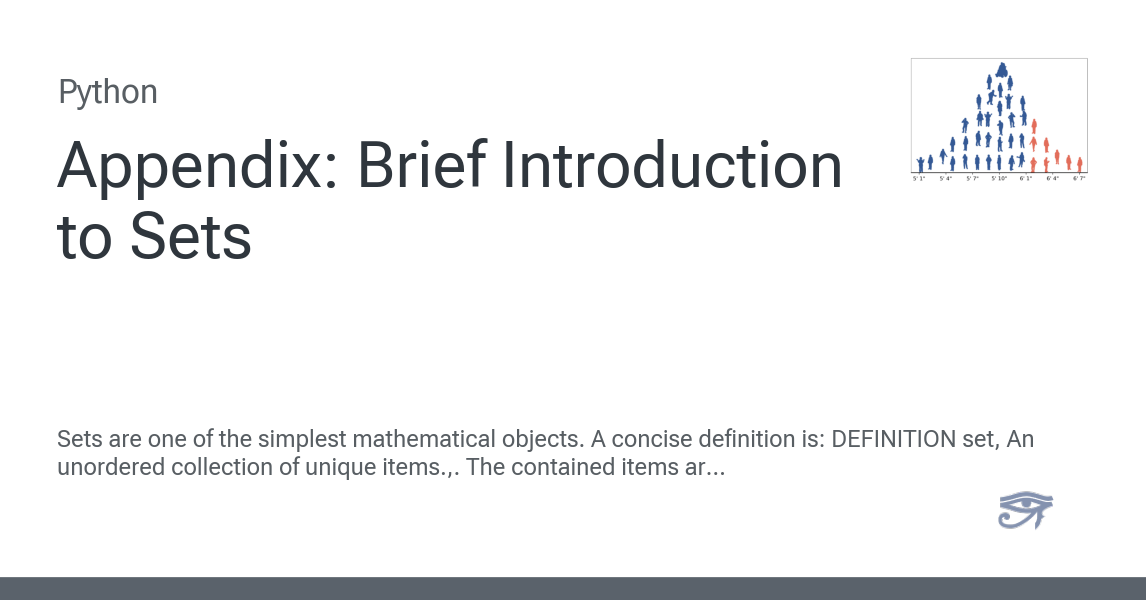 Python
Appendix: Brief Introduction
to Sets
5' 1" 5' 4" 5' 7" 5' 10" 6' 1" 6' 4" 6' 7"
Sets are one of the simplest mathematical objects. A concise definition is: DEFINITION set, An
unordered collection of unique items.,. The contained items ar...